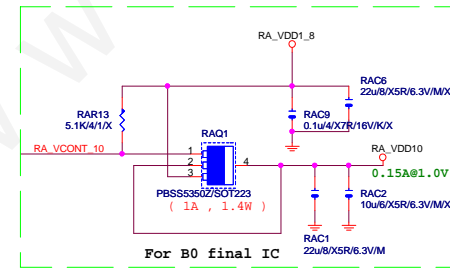 RA_VDD1_8
RAC6
22u/8/X5R/6.3V/M/X
RAR13
5.1K/4/1/X
RAC9
0.1u/4/X7R/16V/K/X
RAQ1
RA_VCONT_10
1
2
3
4
RA_VDD10
0.15A@1.0V
PBSS5350Z/SOT223
( 1A , 1.4W )
RAC2
10u/6/X5R/6.3V/M/X
RAC1
22u/8/X5R/6.3V/M
For B0 final IC